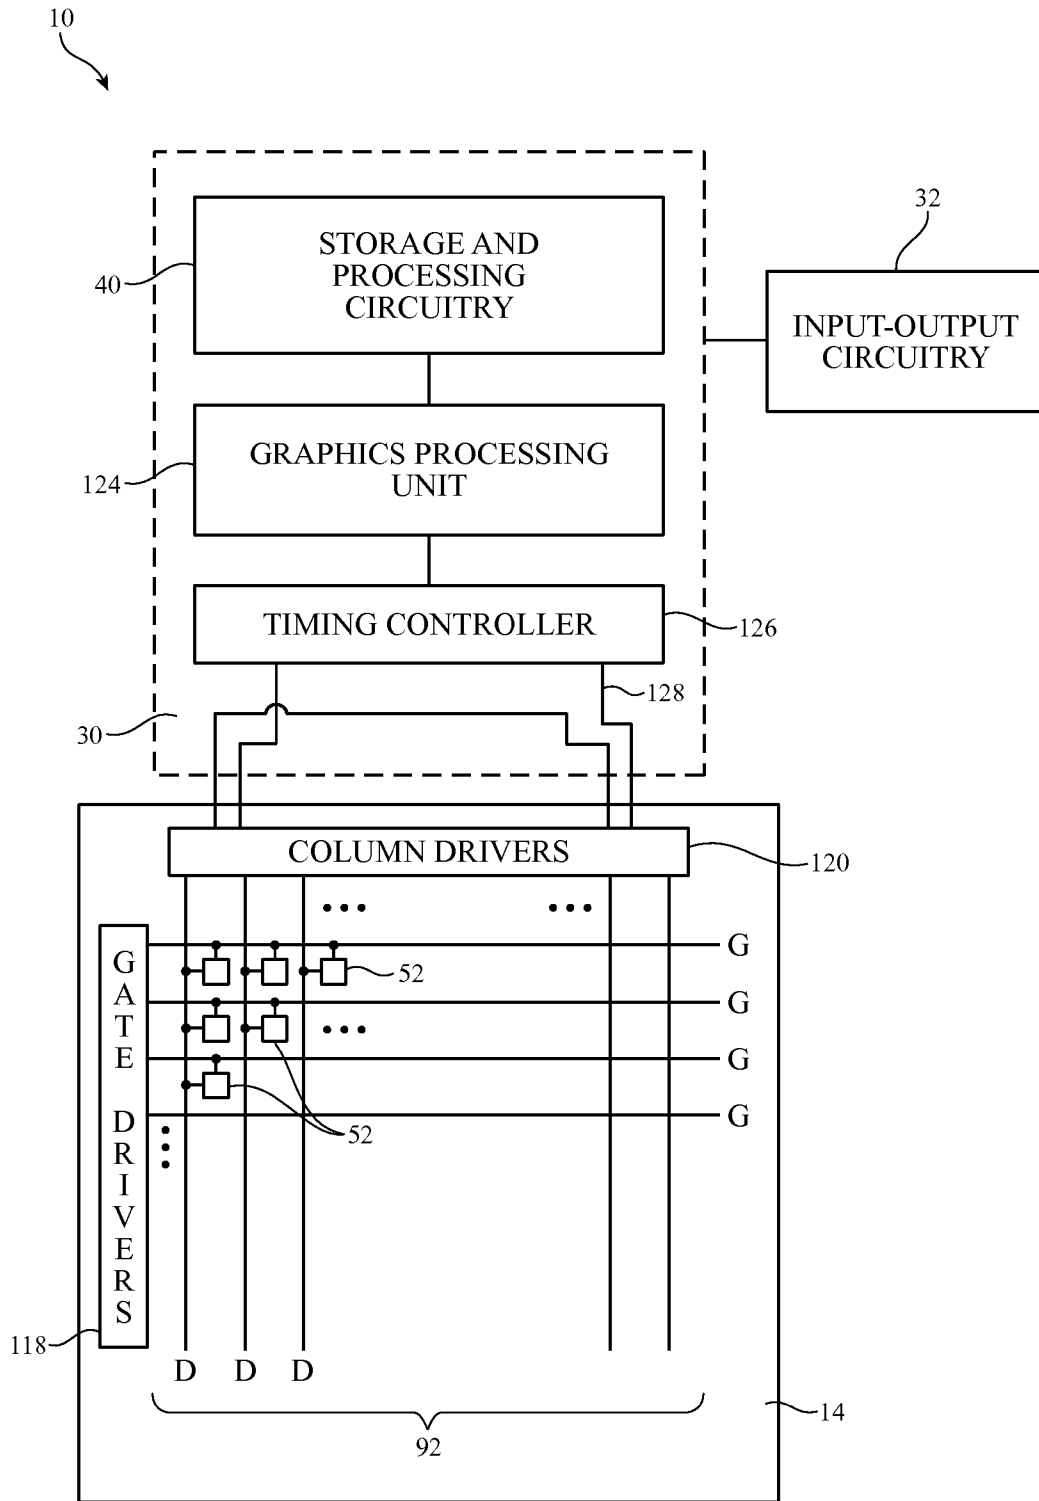 10
32
STORAGE AND
PROCESSING
CIRCUITRY
40
INPUT-OUTPUT
CIRCUITRY
GRAPHICS PROCESSING
UNIT
124
TIMING CONTROLLER
126
128
30
COLUMN DRIVERS
120
G
52
G
G
52
G
GATE DRIVERS
118
D D D
14
92